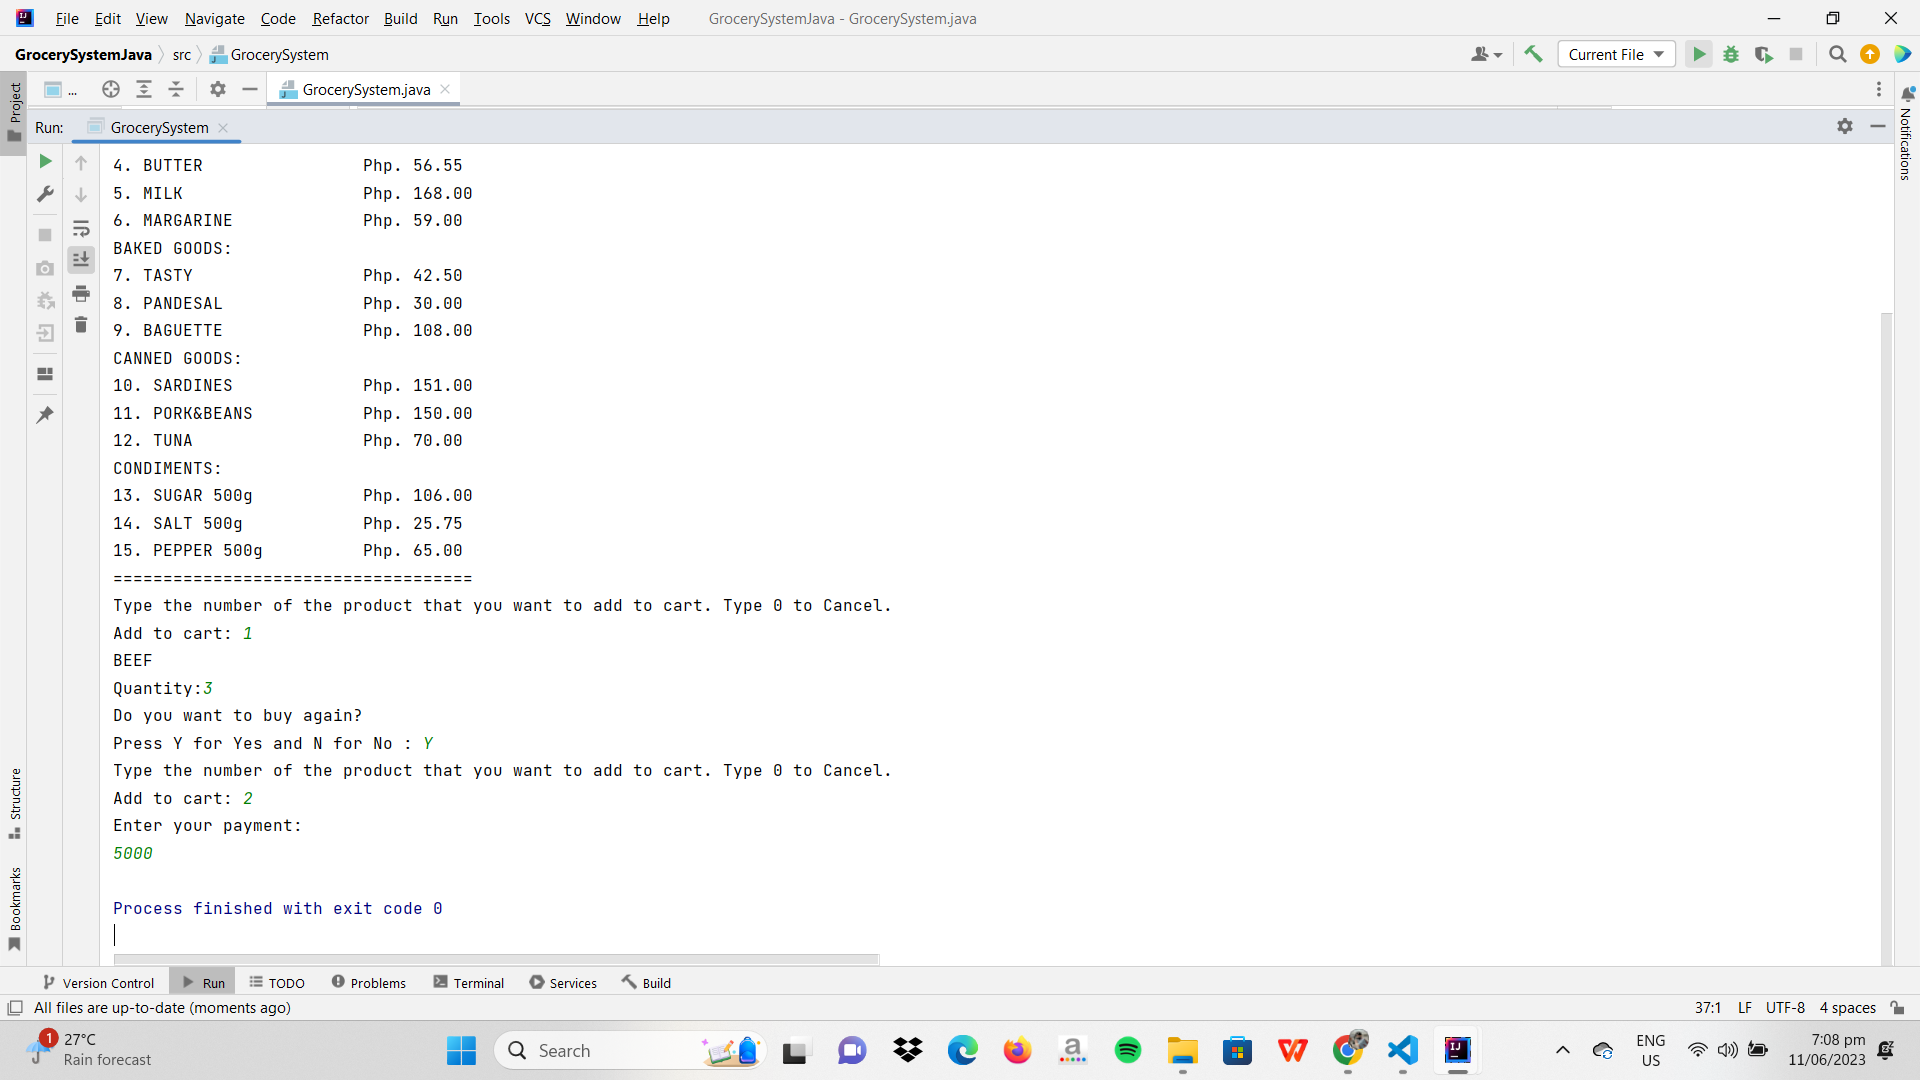 File Edit View Navigate Code Refactor Build Run Tools VCS Window Help GrocerySystemJava - GrocerySystem.java
GrocerySystemJava src GrocerySystem Current File
Project ... GrocerySystem.java
Run: GrocerySystem
Notifications
4. BUTTER Php. 56.55
5. MILK Php. 168.00
6. MARGARINE Php. 59.00
BAKED GOODS:
7. TASTY Php. 42.50
8. PANDESAL Php. 30.00
9. BAGUETTE Php. 108.00
CANNED GOODS:
10. SARDINES Php. 151.00
11. PORK&BEANS Php. 150.00
12. TUNA Php. 70.00
CONDIMENTS:
13. SUGAR 500g Php. 106.00
14. SALT 500g Php. 25.75
15. PEPPER 500g Php. 65.00
====================================
Type the number of the product that you want to add to cart. Type 0 to Cancel.
Add to cart: 1
BEEF
Quantity:3
Do you want to buy again?
Press Y for Yes and N for No : Y
Type the number of the product that you want to add to cart. Type 0 to Cancel.
Add to cart: 2
Enter your payment:
5000
Process finished with exit code 0
Structure
Bookmarks
Version Control Run TODO Problems Terminal Services Build
All files are up-to-date (moments ago) 37:1 LF UTF-8 4 spaces
1 27°C
Rain forecast
Search
ENG
US
7:08 pm
11/06/2023